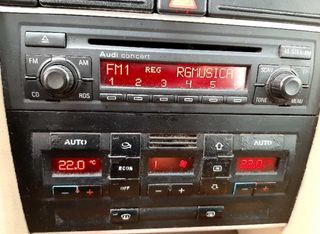 Audi concert
FM AM
CD RDS
FM1 REG RGMUSICA
1 2 3 4 5
SCAN
TONE MENU
AUTO AUTO
22.0 °C 1 22.0
ECON
OFF